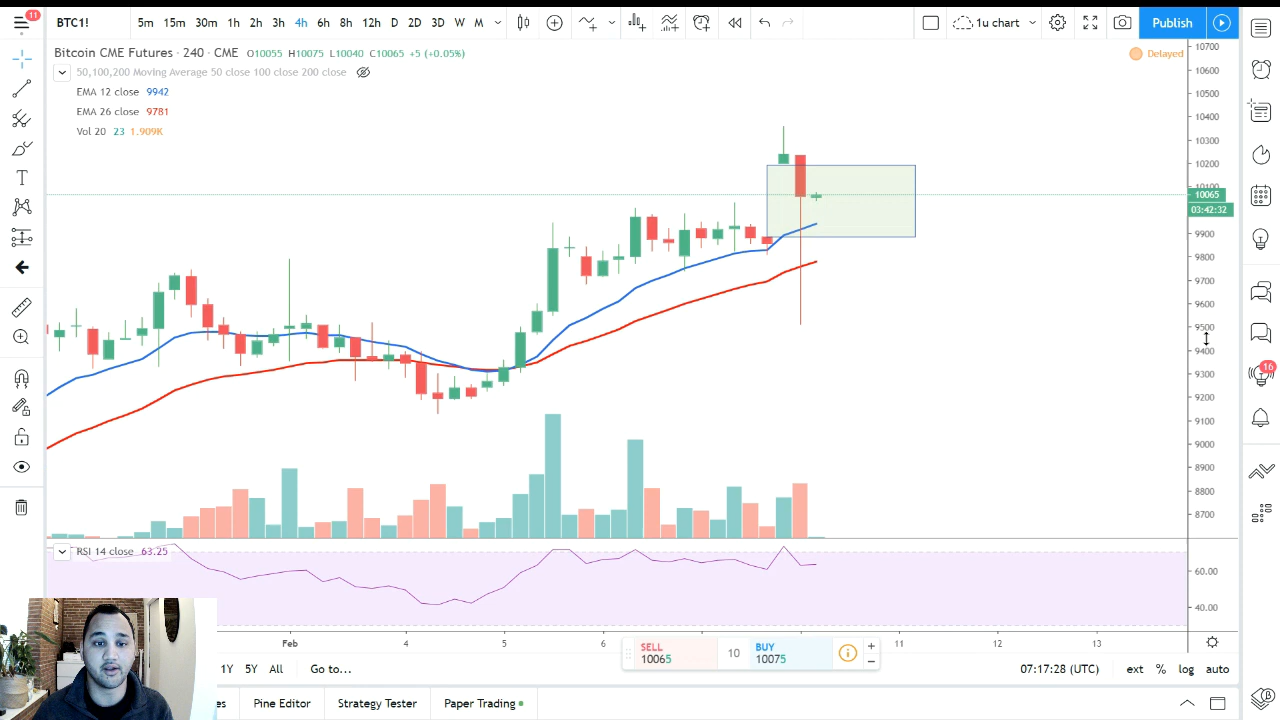 11
BTC1! 5m 15m 30m 1h 2h 3h 4h 6h 8h 12h D 2D 3D W M 1u chart Publish
Bitcoin CME Futures · 240 · CME O10055 H10075 L10040 C10065 +5 (+0.05%) Delayed
50,100,200 Moving Average 50 close 100 close 200 close
EMA 12 close 9942
EMA 26 close 9781
Vol 20 23 1.909K
10700
10600
10500
10400
10300
10200
10100
10065
03:42:32
9900
9800
9700
9600
9500
9400
9300
9200
9100
9000
8900
8800
8700
16
RSI 14 close 63.25
60.00
40.00
Feb 4 5 6 11 12 13
SELL
10065
10
BUY
10075
1Y 5Y All Go to... 07:17:28 (UTC) ext % log auto
es Pine Editor Strategy Tester Paper Trading